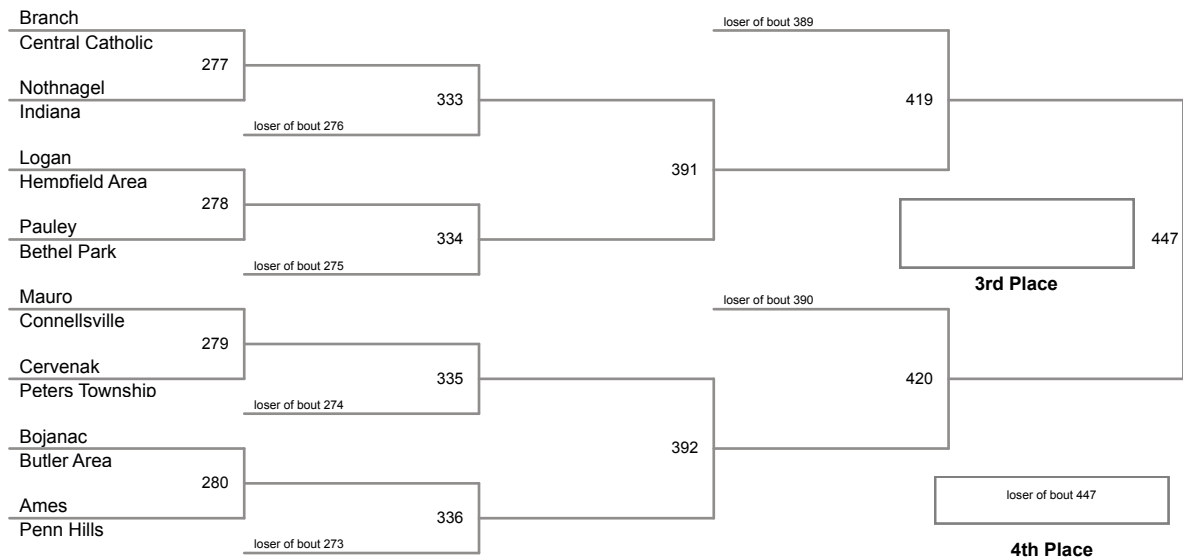 Branch
Central Catholic
277
Nothnagel
Indiana
loser of bout 276
333
Logan
Hempfield Area
278
Pauley
Bethel Park
loser of bout 275
334
391
loser of bout 389
419
Mauro
Connellsville
279
Cervenak
Peters Township
loser of bout 274
335
Bojanac
Butler Area
280
Ames
Penn Hills
loser of bout 273
336
392
loser of bout 390
420
447
3rd Place
loser of bout 447
4th Place